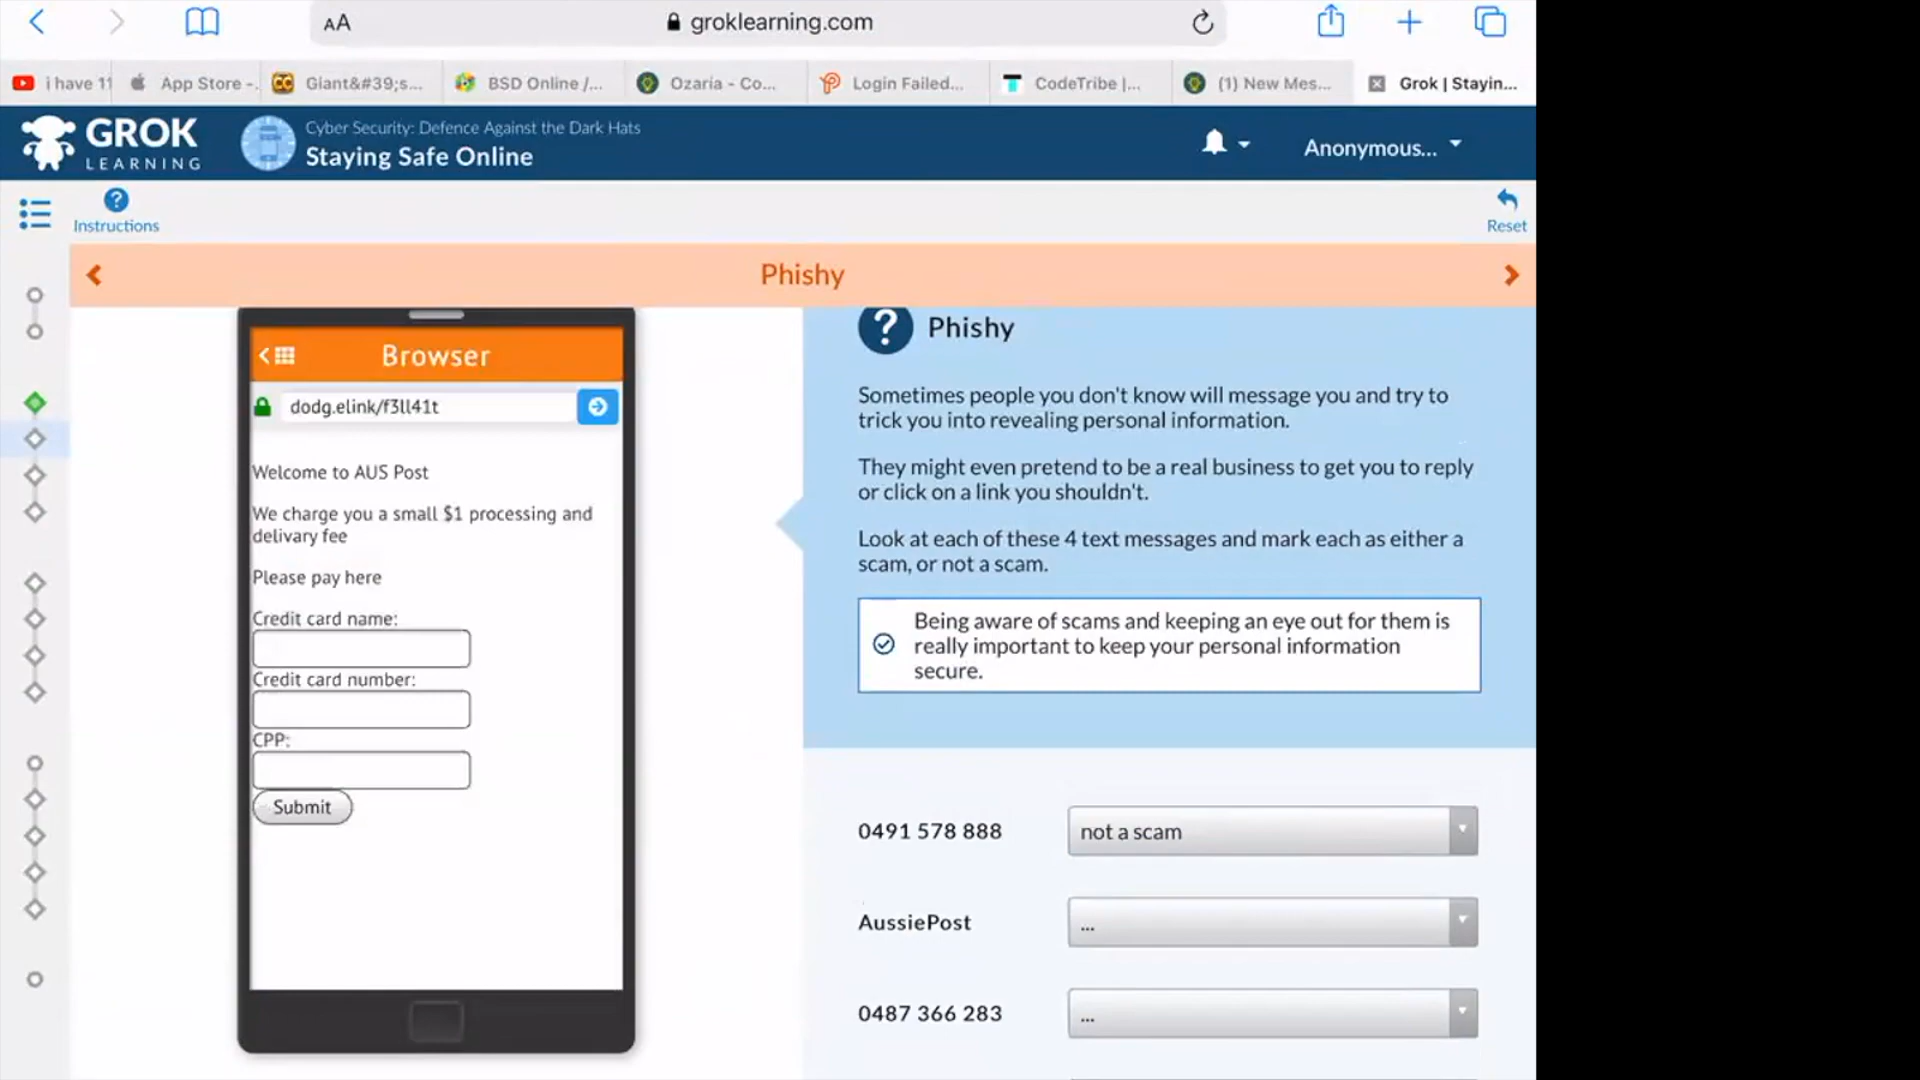 AA
groklearning.com
i have 11
App Store -.
Giant&#39;s...
BSD Online /...
Ozaria - Co...
Login Failed...
CodeTribe |...
(1) New Mes...
Grok | Stayin...
GROK
LEARNING
Cyber Security: Defence Against the Dark Hats
Staying Safe Online
Anonymous...
Instructions
Reset
Phishy
Browser
dodg.elink/f3ll41t
Welcome to AUS Post
We charge you a small $1 processing and
delivary fee
Please pay here
Credit card name:
Credit card number:
CPP:
Submit
Phishy
Sometimes people you don't know will message you and try to
trick you into revealing personal information.
They might even pretend to be a real business to get you to reply
or click on a link you shouldn't.
Look at each of these 4 text messages and mark each as either a
scam, or not a scam.
Being aware of scams and keeping an eye out for them is
really important to keep your personal information
secure.
0491 578 888
not a scam
AussiePost
...
0487 366 283
...